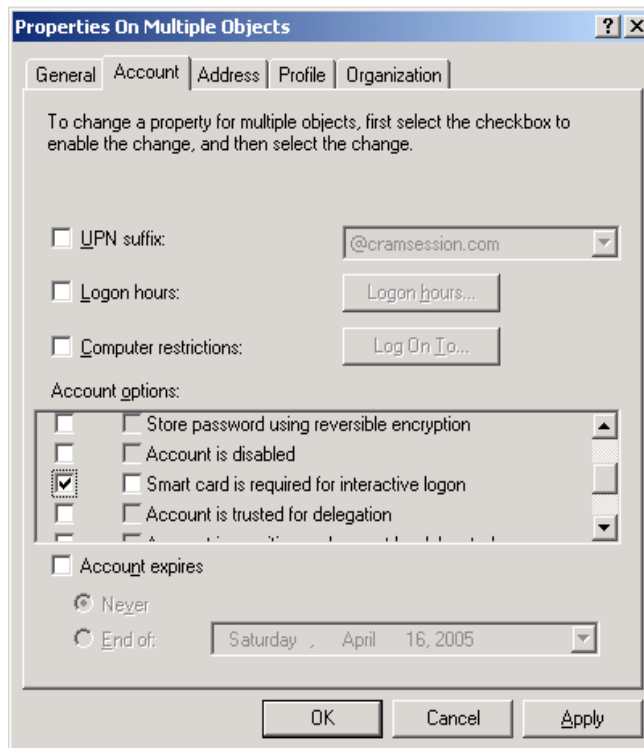 Properties On Multiple Objects
General Account Address Profile Organization
To change a property for multiple objects, first select the checkbox to
enable the change, and then select the change.
UPN suffix: @cramsession.com
Logon hours: Logon hours...
Computer restrictions: Log On To...
Account options:
Store password using reversible encryption
Account is disabled
Smart card is required for interactive logon
Account is trusted for delegation
Account expires
Never
End of: Saturday , April 16, 2005
OK Cancel Apply